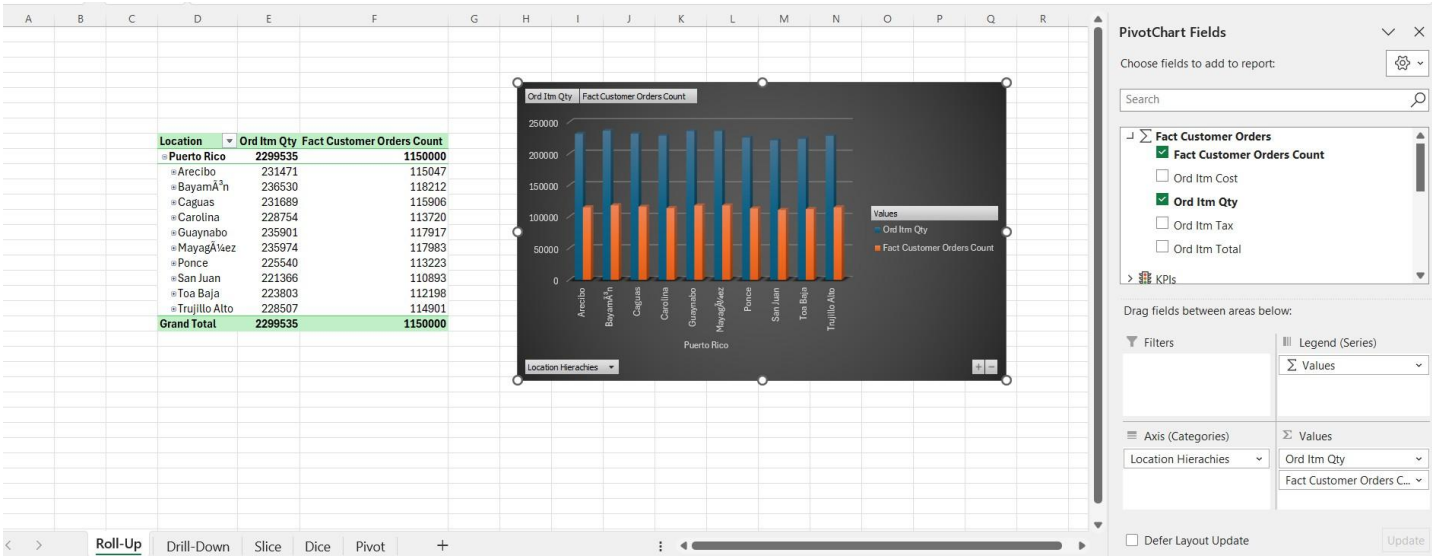 A B C D E F G H I J K L M N O P Q R
Location Ord Itm Qty Fact Customer Orders Count
Puerto Rico 2299535 1150000
Arecibo 231471 115047
BayamÃ³n 236530 118212
Caguas 231689 115906
Carolina 228754 113720
Guaynabo 235901 117917
MayagÃ¼ez 235974 117983
Ponce 225540 113223
San Juan 221366 110893
Toa Baja 223803 112198
Trujillo Alto 228507 114901
Grand Total 2299535 1150000
Ord Itm Qty Fact Customer Orders Count
250000
200000
150000
100000
50000
0
Arecibo
BayamÃ³n
Caguas
Carolina
Guaynabo
MayagÃ¼ez
Ponce
San Juan
Toa Baja
Trujillo Alto
Puerto Rico
Values
Ord Itm Qty
Fact Customer Orders Count
Location Hierachies
+ −
PivotChart Fields
Choose fields to add to report:
Search
∑ Fact Customer Orders
Fact Customer Orders Count
Ord Itm Cost
Ord Itm Qty
Ord Itm Tax
Ord Itm Total
KPIs
Drag fields between areas below:
Filters
Legend (Series)
∑ Values
Axis (Categories)
Location Hierachies
Σ Values
Ord Itm Qty
Fact Customer Orders C...
Defer Layout Update
Update
Roll-Up Drill-Down Slice Dice Pivot +